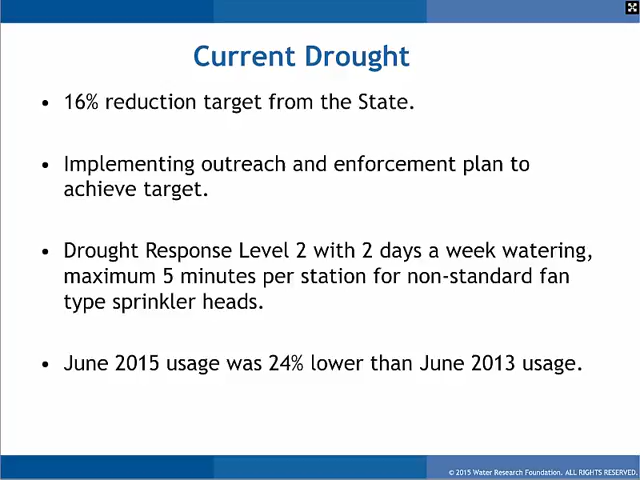 Current Drought
• 16% reduction target from the State.
• Implementing outreach and enforcement plan to
achieve target.
• Drought Response Level 2 with 2 days a week watering,
maximum 5 minutes per station for non-standard fan
type sprinkler heads.
• June 2015 usage was 24% lower than June 2013 usage.
© 2015 Water Research Foundation. ALL RIGHTS RESERVED.